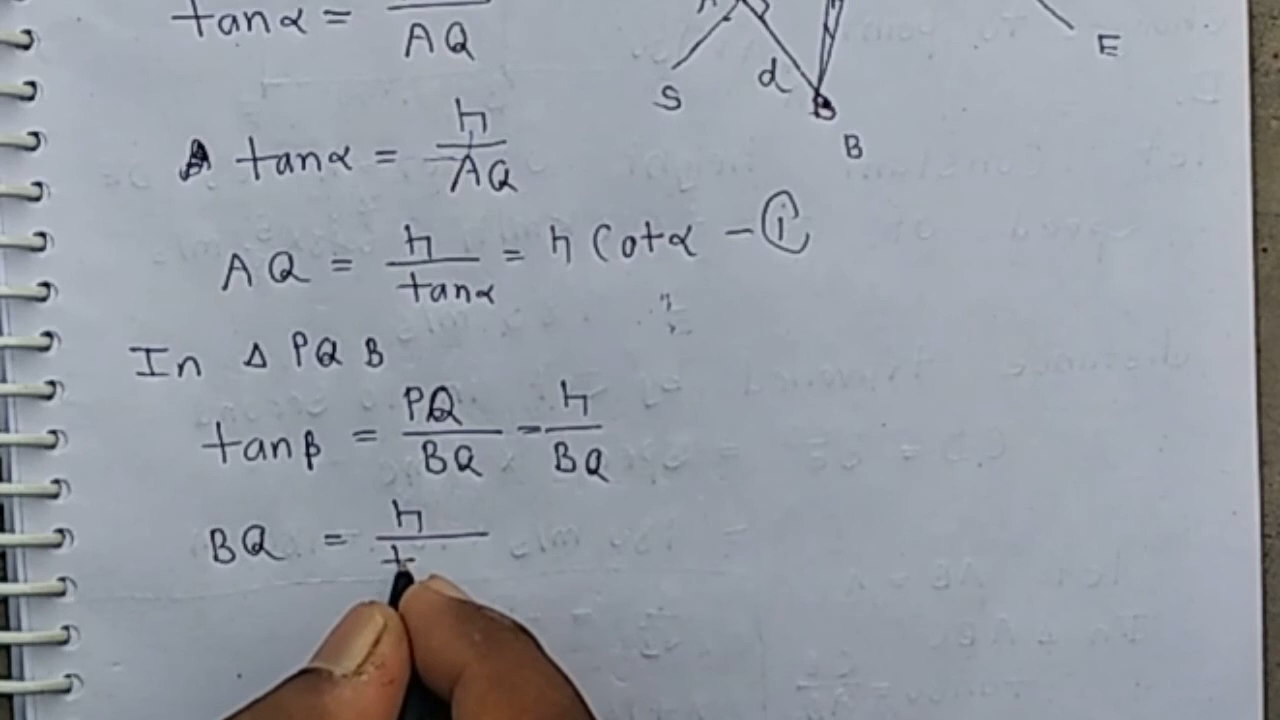 tanα = ―― AQ
E
S d B
tanα = h/AQ
AQ = h/tanα = h Cotα - ①
In Δ PQB
tanβ = PQ/BQ = h/BQ
BQ = h/t